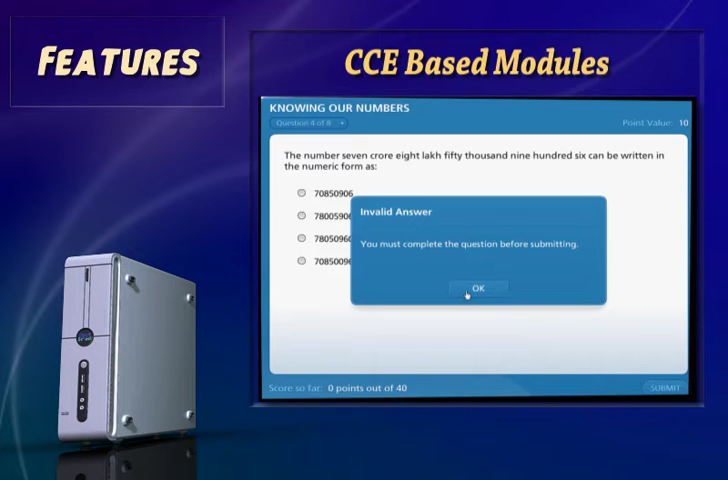 FEATURES
CCE Based Modules
KNOWING OUR NUMBERS
Question 4 of 8
Point Value: 10
The number seven crore eight lakh fifty thousand nine hundred six can be written in
the numeric form as:
70850906
Invalid Answer
You must complete the question before submitting.
OK
Score so far: 0 points out of 40
SUBMIT